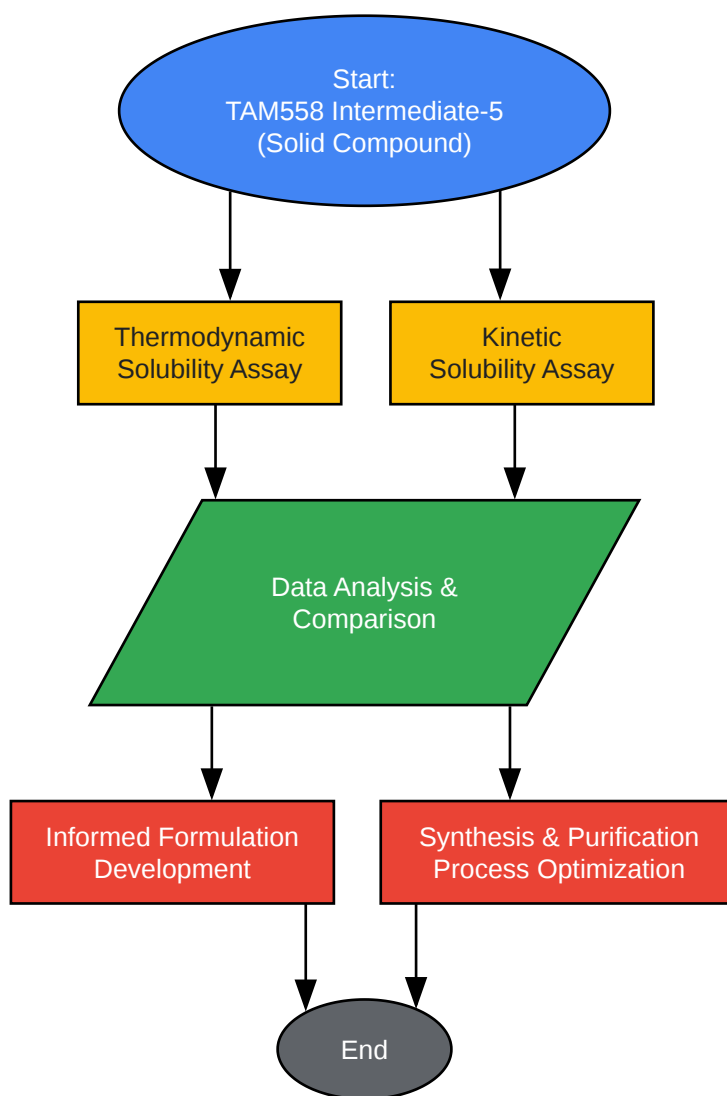 Start:
TAM558 Intermediate-5
(Solid Compound)
Thermodynamic
Solubility Assay
Kinetic
Solubility Assay
Data Analysis &
Comparison
Informed Formulation
Development
Synthesis & Purification
Process Optimization
End